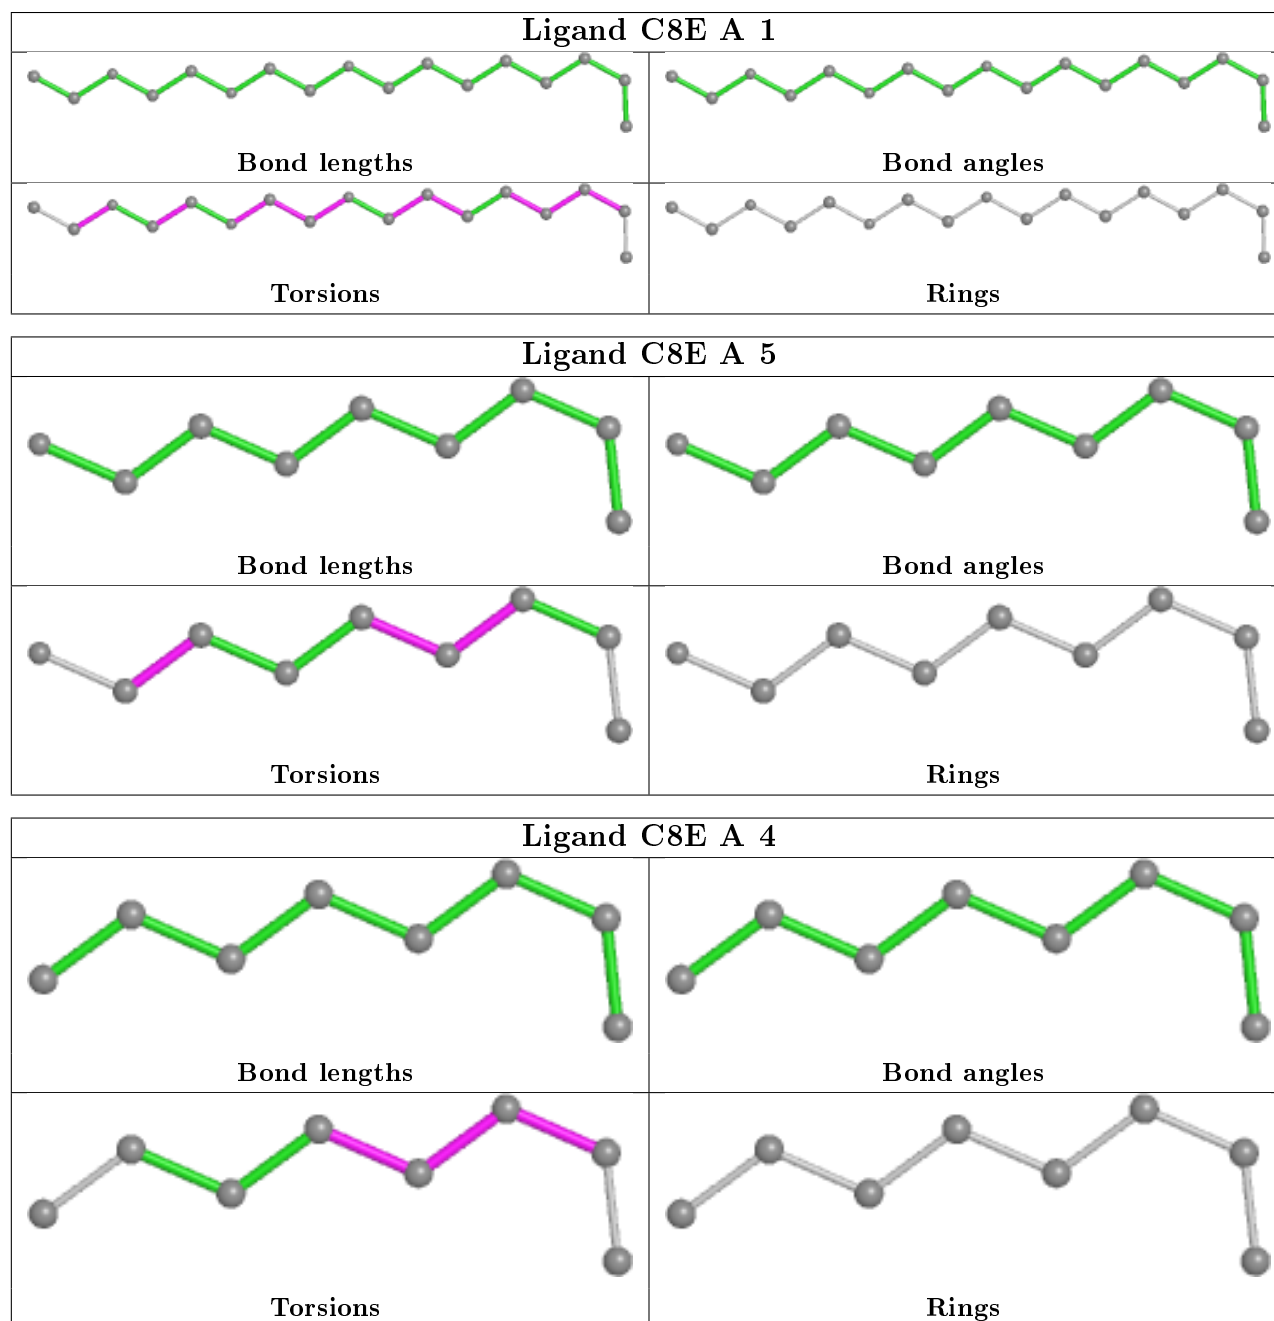 Ligand C8E A 1
Bond lengths
Bond angles
Torsions
Rings
Ligand C8E A 5
Bond lengths
Bond angles
Torsions
Rings
Ligand C8E A 4
Bond lengths
Bond angles
Torsions
Rings